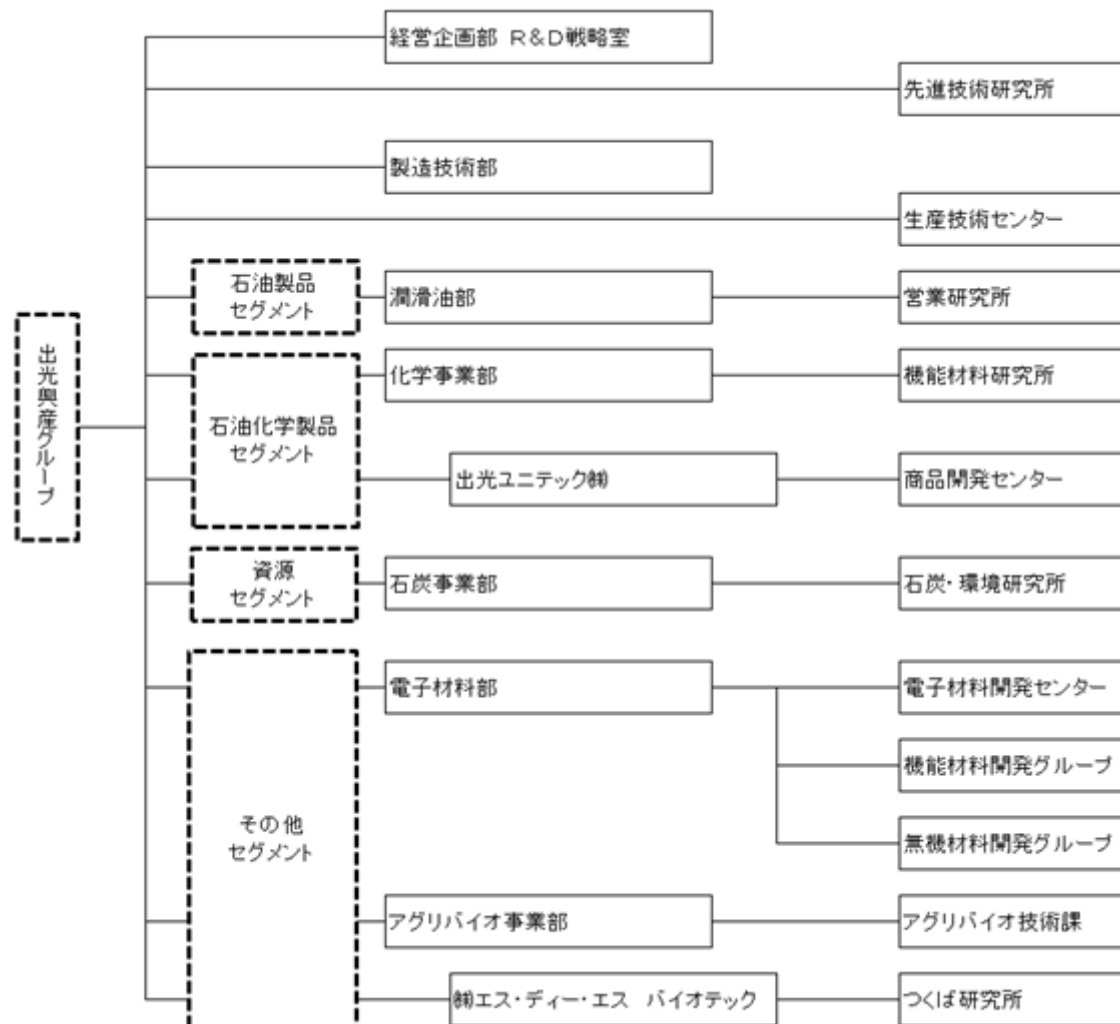 経営企画部 R&D戦略室
先進技術研究所
製造技術部
生産技術センター
石油製品
セグメント
潤滑油部
営業研究所
出光興産グループ
石油化学製品
セグメント
化学事業部
機能材料研究所
出光ユニテック㈱
商品開発センター
資源
セグメント
石炭事業部
石炭・環境研究所
その他
セグメント
電子材料部
電子材料開発センター
機能材料開発グループ
無機材料開発グループ
アグリバイオ事業部
アグリバイオ技術課
㈱エス・ディー・エス バイオテック
つくば研究所